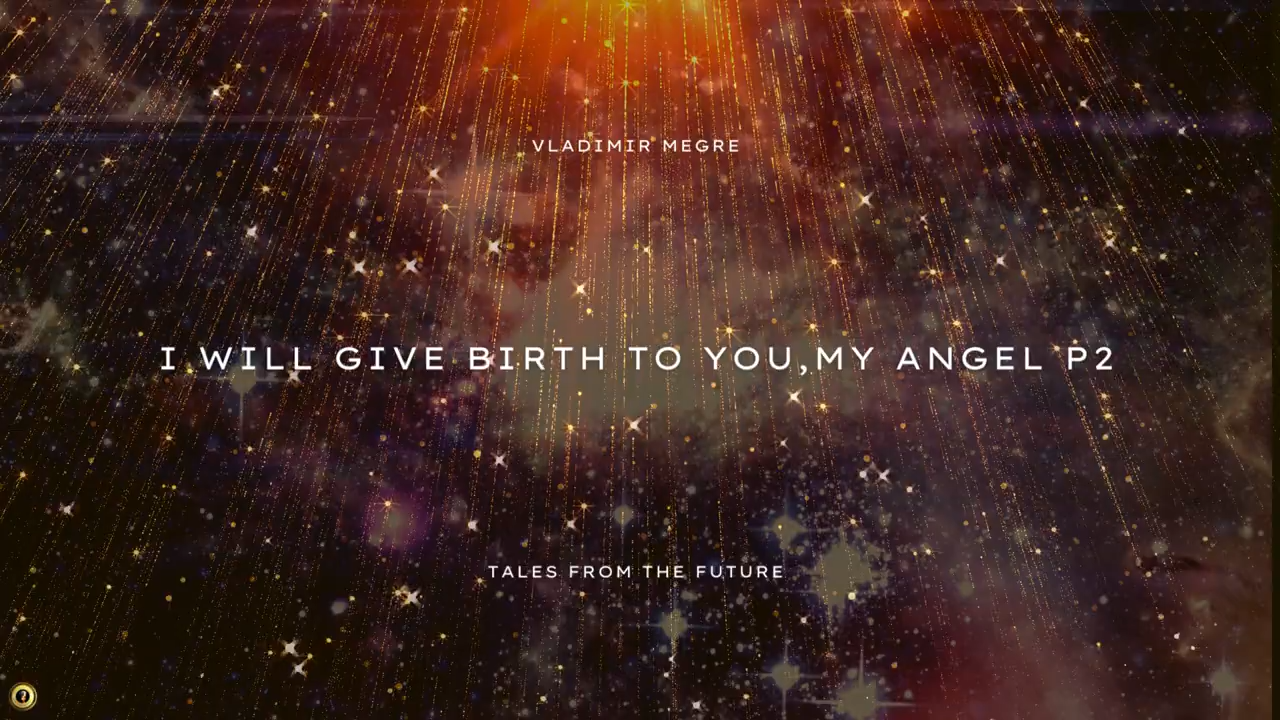 VLADIMIR MEGRE
I WILL GIVE BIRTH TO YOU,MY ANGEL P2
TALES FROM THE FUTURE